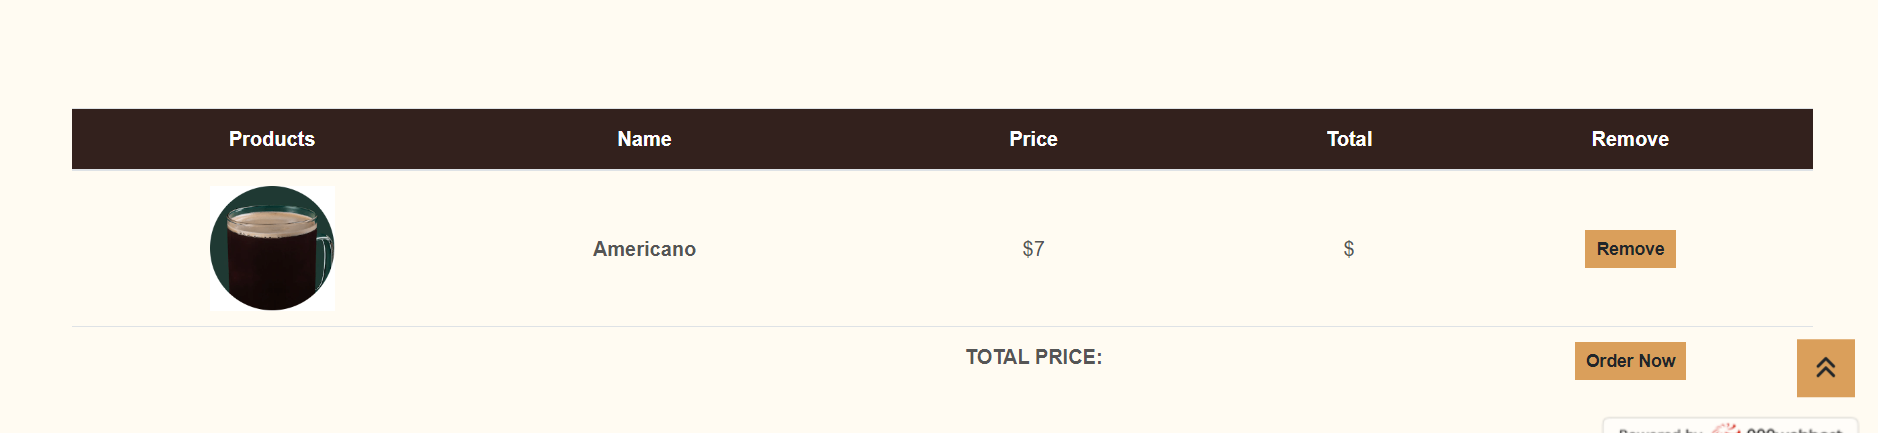 Products Name Price Total Remove
Americano $7 $ Remove
TOTAL PRICE: Order Now